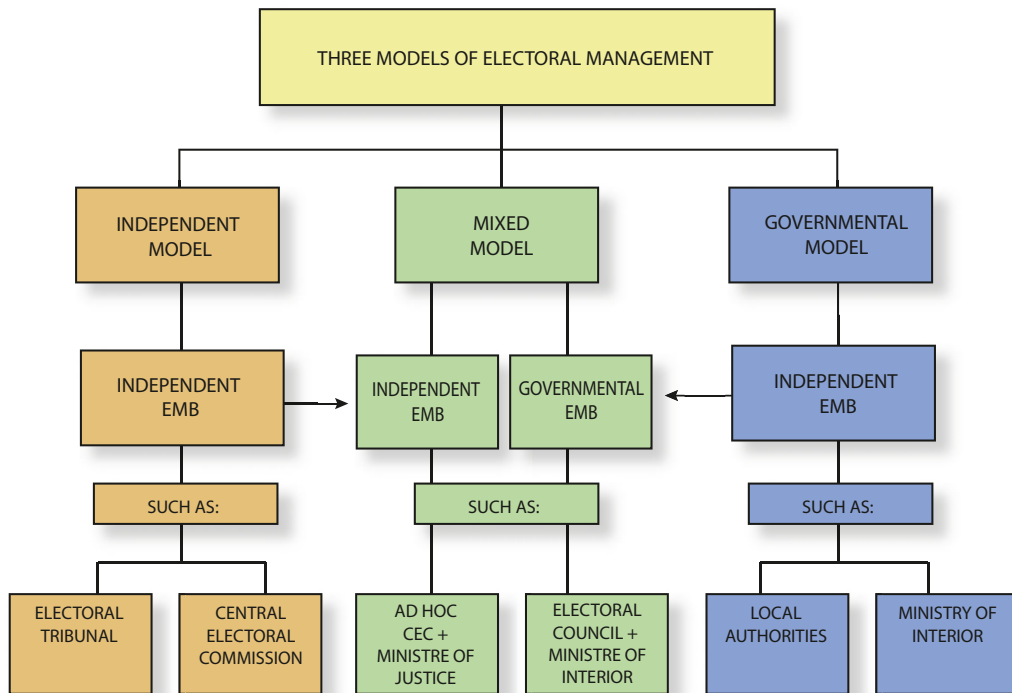 THREE MODELS OF ELECTORAL MANAGEMENT
INDEPENDENT
MODEL
MIXED
MODEL
GOVERNMENTAL
MODEL
INDEPENDENT
EMB
INDEPENDENT
EMB
GOVERNMENTAL
EMB
INDEPENDENT
EMB
SUCH AS:
SUCH AS:
SUCH AS:
ELECTORAL
TRIBUNAL
CENTRAL
ELECTORAL
COMMISSION
AD HOC
CEC +
MINISTRE OF
JUSTICE
ELECTORAL
COUNCIL +
MINISTRE OF
INTERIOR
LOCAL
AUTHORITIES
MINISTRY OF
INTERIOR